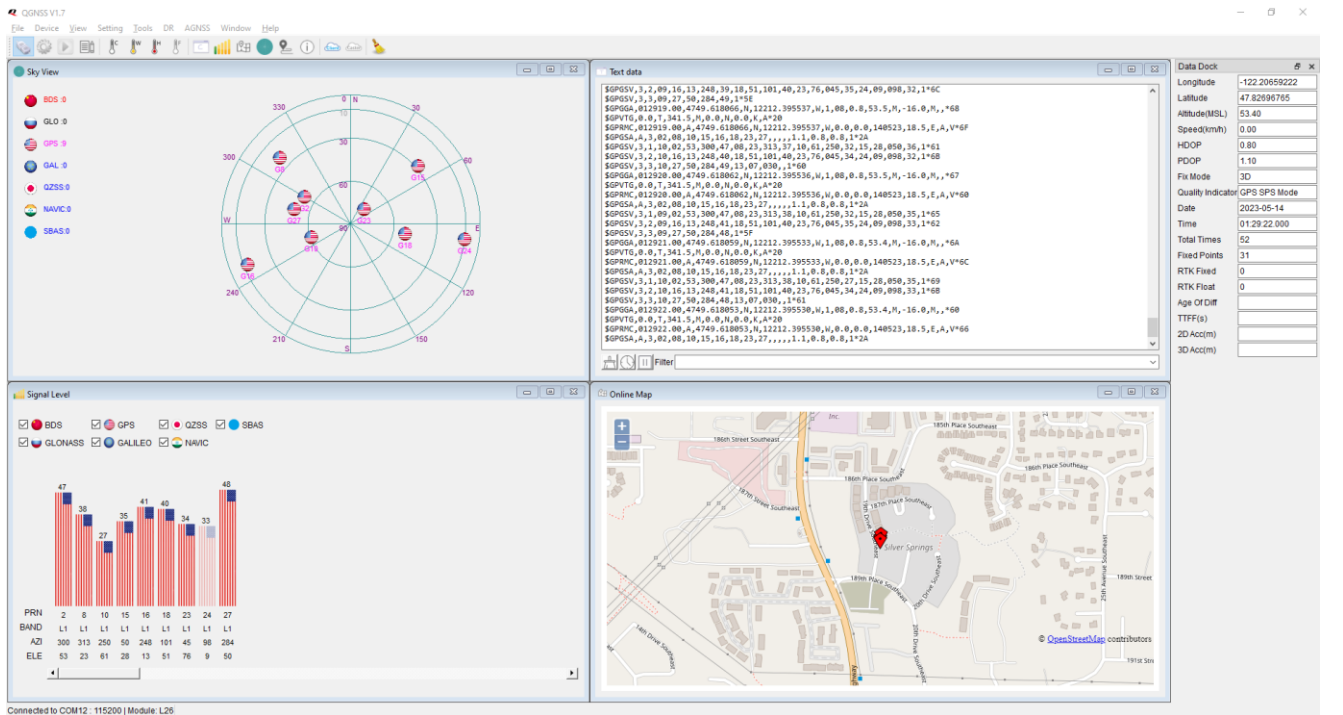 QGNSS V1.7
File Device View Setting Tools DR AGNSS Window Help
Sky View
BDS :0
GLO :0
GPS :9
GAL :0
QZSS:0
NAVIC:0
SBAS:0
0 N
10
30
30
60
60
80
E
120
150
S
210
240
W
300
330
G8
G15
G27
G23
G18
G24
Text data
$GPGSV,3,2,09,16,13,248,39,18,51,101,40,23,76,045,35,24,09,098,32,1*6C
$GPGSV,3,3,09,27,50,284,49,1*5E
$GPGGA,012919.00,4749.618066,N,12212.395537,W,1,08,0.8,53.5,M,-16.0,M,,*68
$GPVTG,0.0,T,341.5,M,0.0,N,0.0,K,A*20
$GPRMC,012919.00,A,4749.618066,N,12212.395537,W,0.0,0.0,140523,18.5,E,A,V*6F
$GPGSA,A,3,02,08,10,15,16,18,23,27,,,,,1.1,0.8,0.8,1*2A
$GPGSV,3,1,10,02,53,300,47,08,23,313,37,10,61,250,32,15,28,050,36,1*61
$GPGSV,3,2,10,16,13,248,40,18,51,101,40,23,76,045,34,24,09,098,32,1*6B
$GPGSV,3,3,10,27,50,284,49,13,07,030,,1*60
$GPGGA,012920.00,4749.618062,N,12212.395536,W,1,08,0.8,53.5,M,-16.0,M,,*67
$GPVTG,0.0,T,341.5,M,0.0,N,0.0,K,A*20
$GPRMC,012920.00,A,4749.618062,N,12212.395536,W,0.0,0.0,140523,18.5,E,A,V*60
$GPGSA,A,3,02,08,10,15,16,18,23,27,,,,,1.1,0.8,0.8,1*2A
$GPGSV,3,1,09,02,53,300,47,08,23,313,38,10,61,250,32,15,28,050,35,1*65
$GPGSV,3,2,09,16,13,248,41,18,51,101,40,23,76,045,34,24,09,098,33,1*62
$GPGSV,3,3,09,27,50,284,48,1*5F
$GPGGA,012921.00,4749.618059,N,12212.395533,W,1,08,0.8,53.4,M,-16.0,M,,*6A
$GPVTG,0.0,T,341.5,M,0.0,N,0.0,K,A*20
$GPRMC,012921.00,A,4749.618059,N,12212.395533,W,0.0,0.0,140523,18.5,E,A,V*6C
$GPGSA,A,3,02,08,10,15,16,18,23,27,,,,,1.1,0.8,0.8,1*2A
$GPGSV,3,1,10,02,53,300,47,08,23,313,38,10,61,250,27,15,28,050,35,1*69
$GPGSV,3,2,10,16,13,248,41,18,51,101,40,23,76,045,34,24,09,098,33,1*6B
$GPGSV,3,3,10,27,50,284,48,13,07,030,,1*61
$GPGGA,012922.00,4749.618053,N,12212.395530,W,1,08,0.8,53.4,M,-16.0,M,,*60
$GPVTG,0.0,T,341.5,M,0.0,N,0.0,K,A*20
$GPRMC,012922.00,A,4749.618053,N,12212.395530,W,0.0,0.0,140523,18.5,E,A,V*66
$GPGSA,A,3,02,08,10,15,16,18,23,27,,,,,1.1,0.8,0.8,1*2A
Filter
Data Dock
Longitude -122.20659222
Latitude 47.82696765
Altitude(MSL) 53.40
Speed(km/h) 0.00
HDOP 0.80
PDOP 1.10
Fix Mode 3D
Quality Indicator GPS SPS Mode
Date 2023-05-14
Time 01:29:22.000
Total Times 52
Fixed Points 31
RTK Fixed 0
RTK Float 0
Age Of Diff
TTFF(s)
2D Acc(m)
3D Acc(m)
Signal Level
BDS GPS QZSS SBAS
GLONASS GALILEO NAVIC
47 38 27 35 41 40 34 33 48
PRN 2 8 10 15 16 18 23 24 27
BAND L1 L1 L1 L1 L1 L1 L1 L1 L1
AZI 300 313 250 50 248 101 45 98 284
ELE 53 23 61 28 13 51 76 9 50
Online Map
+
−
Inc.
185th Place Southeast
186th Street Southeast
186th Place Southeast
186th Place Southeast
187th Street Southeast
187th Place Southeast
19th Drive Southeast
Silver Springs
189th Place Southeast
20th Drive Southeast
25th Avenue Southeast
189th Street
14th Drive Southeast
20th Drive Southeast
© OpenStreetMap contributors
191st Stre
Connected to COM12 : 115200 | Module: L26